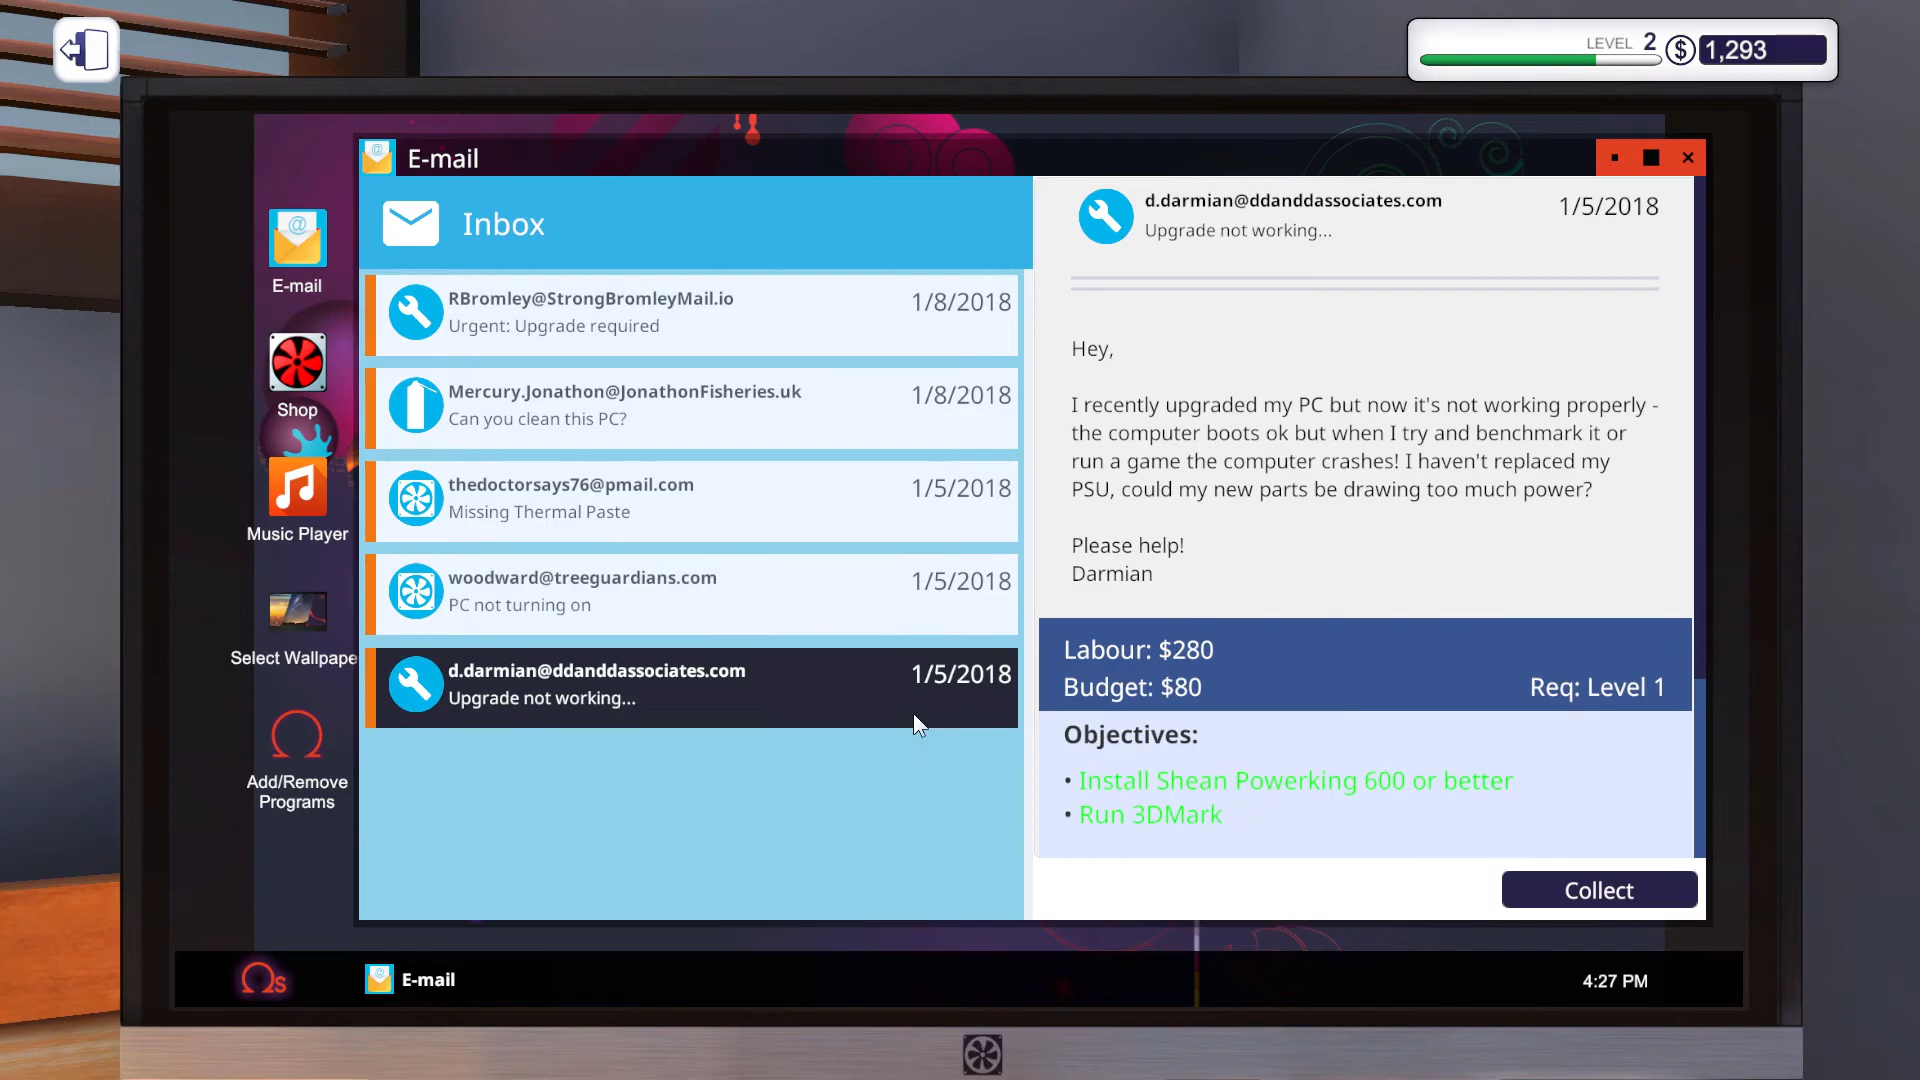 LEVEL 2
$ 1,293
E-mail
E-mail
Shop
Music Player
Select Wallpape
Add/Remove
Programs
Inbox
RBromley@StrongBromleyMail.io
1/8/2018
Urgent: Upgrade required
Mercury.Jonathon@JonathonFisheries.uk
1/8/2018
Can you clean this PC?
thedoctorsays76@pmail.com
1/5/2018
Missing Thermal Paste
woodward@treeguardians.com
1/5/2018
PC not turning on
d.darmian@ddanddassociates.com
1/5/2018
Upgrade not working...
d.darmian@ddanddassociates.com
1/5/2018
Upgrade not working...
Hey,
I recently upgraded my PC but now it's not working properly -
the computer boots ok but when I try and benchmark it or
run a game the computer crashes! I haven't replaced my
PSU, could my new parts be drawing too much power?
Please help!
Darmian
Labour: $280
Budget: $80
Req: Level 1
Objectives:
• Install Shean Powerking 600 or better
• Run 3DMark
Collect
Ωs
E-mail
4:27 PM